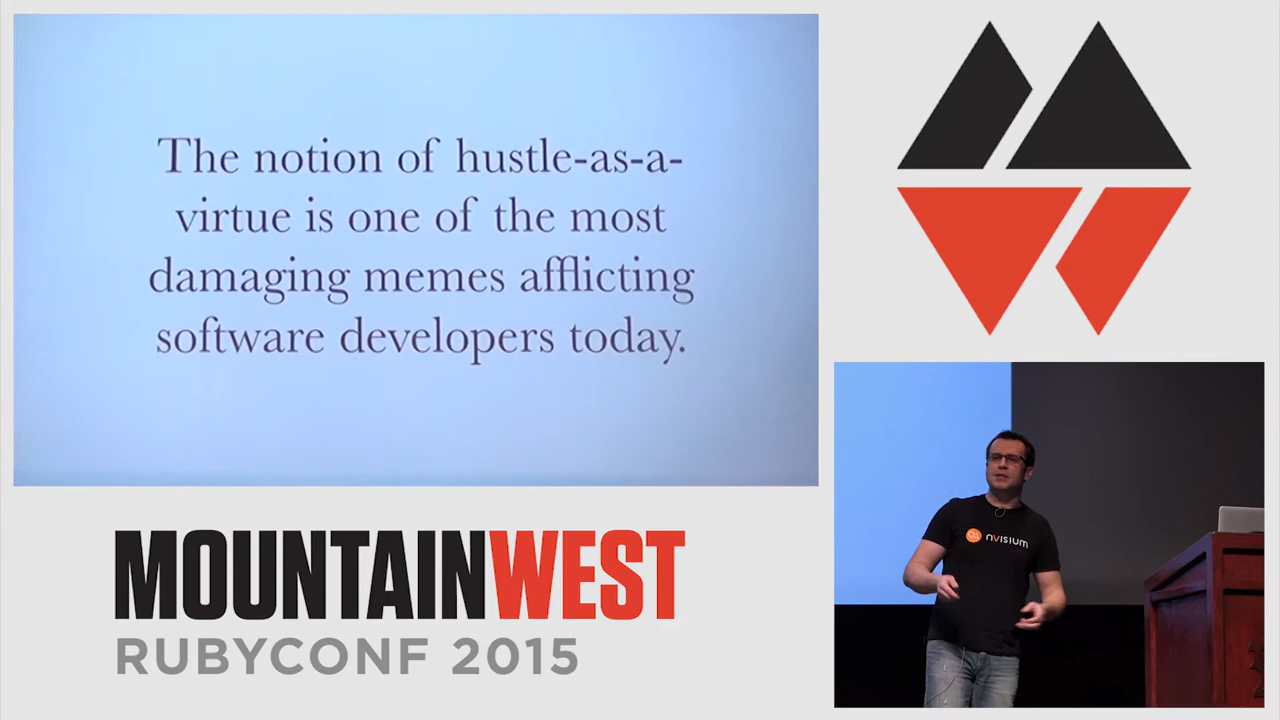 The notion of hustle-as-a-
virtue is one of the most
damaging memes afflicting
software developers today.
MOUNTAINWEST
RUBYCONF 2015
nVISIUM